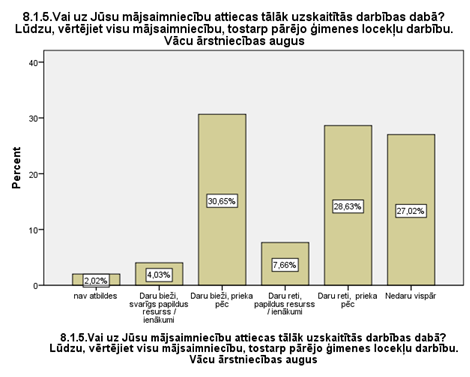 8.1.5.Vai uz Jūsu mājsaimniecību attiecas tālāk uzskaitītās darbības dabā?
Lūdzu, vērtējiet visu mājsaimniecību, tostarp pārējo ģimenes locekļu darbību.
Vācu ārstniecības augus
40
30
20
10
0
Percent
2,02%
4,03%
30,65%
7,66%
28,63%
27,02%
nav atbildes
Daru bieži,
svarīgs papildus
resurss /
ienākumi
Daru bieži, prieka
pēc
Daru reti,
papildus resurss
/ ienākumi
Daru reti, prieka
pēc
Nedaru vispār
8.1.5.Vai uz Jūsu mājsaimniecību attiecas tālāk uzskaitītās darbības dabā?
Lūdzu, vērtējiet visu mājsaimniecību, tostarp pārējo ģimenes locekļu darbību.
Vācu ārstniecības augus